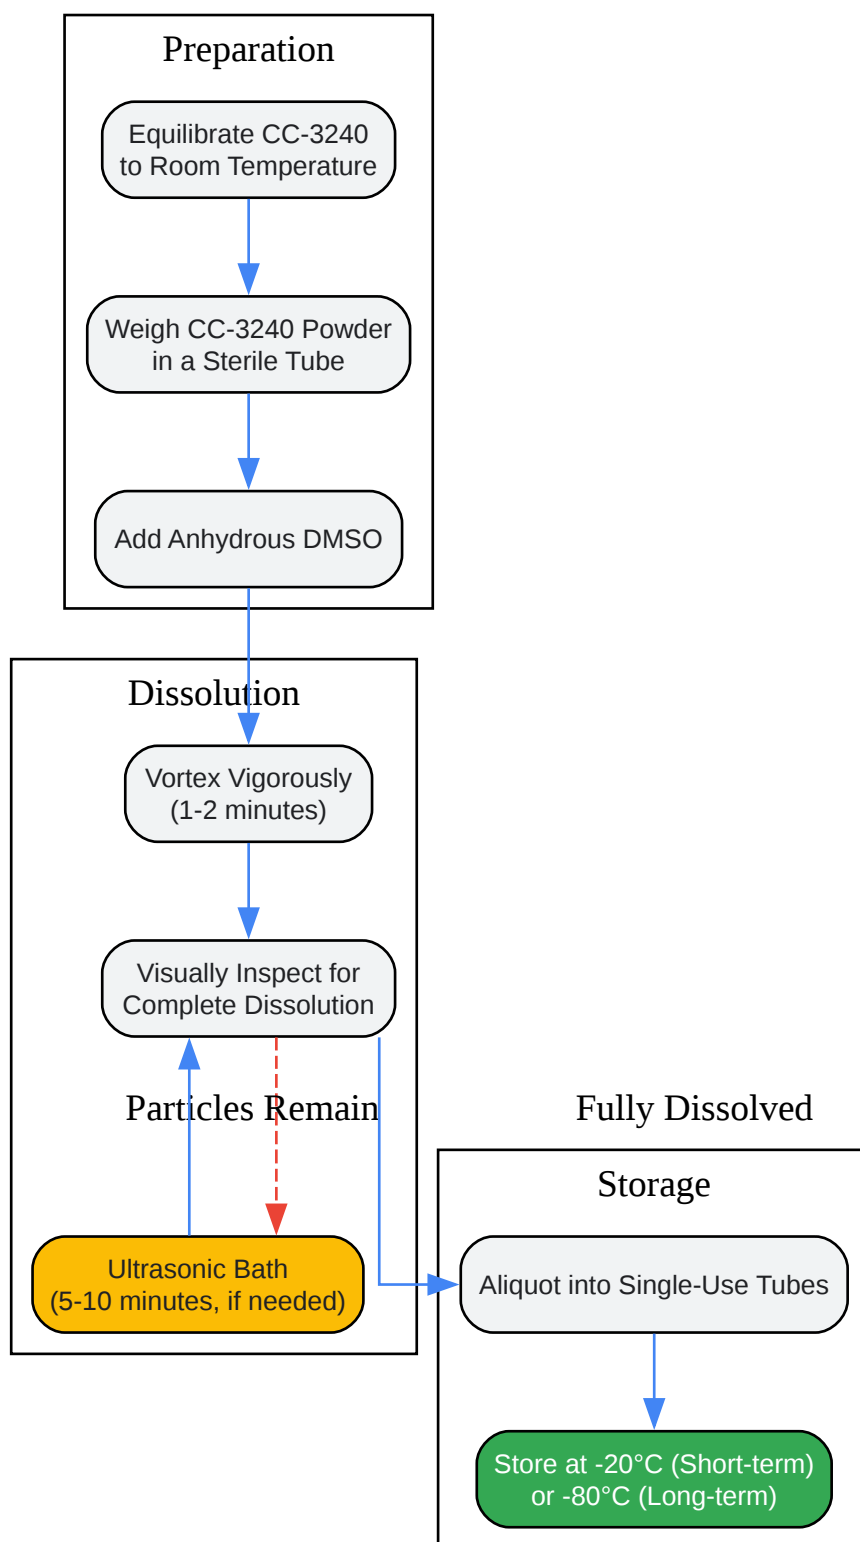 Preparation
Equilibrate CC-3240
to Room Temperature
Weigh CC-3240 Powder
in a Sterile Tube
Add Anhydrous DMSO
Dissolution
Vortex Vigorously
(1-2 minutes)
Visually Inspect for
Complete Dissolution
Particles Remain
Fully Dissolved
Ultrasonic Bath
(5-10 minutes, if needed)
Storage
Aliquot into Single-Use Tubes
Store at -20°C (Short-term)
or -80°C (Long-term)